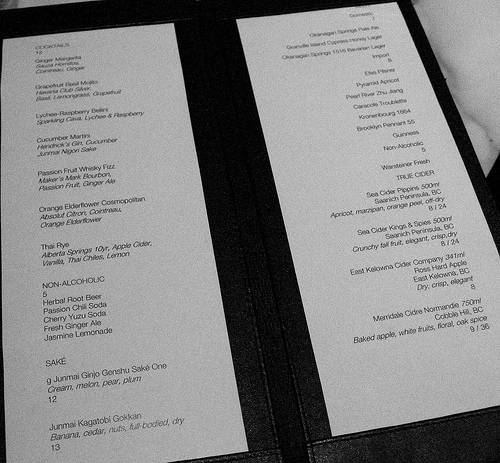 COCKTAILS
12
Ginger Margarita
Sauza Hornitos,
Cointreau, Ginger
Grapefruit Basil Mojito
Havana Club Silver,
Basil, Lemongrass, Grapefruit
Lychee-Raspberry Bellini
Sparkling Cava, Lychee & Raspberry
Cucumber Martini
Hendrick's Gin, Cucumber
Junmai Nigori Sake
Passion Fruit Whisky Fizz
Maker's Mark Bourbon,
Passion Fruit, Ginger Ale
Orange Elderflower Cosmopolitan
Absolut Citron, Cointreau,
Orange Elderflower
Thai Rye
Alberta Springs 10yr, Apple Cider,
Vanilla, Thai Chiles, Lemon
NON-ALCOHOLIC
5
Herbal Root Beer
Passion Chili Soda
Cherry Yuzu Soda
Fresh Ginger Ale
Jasmine Lemonade
SAKÉ
g Junmai Ginjo Genshu Saké One
Cream, melon, pear, plum
12
Junmai Kagatobi Gokkan
Banana, cedar, nuts, full-bodied, dry
13
Domestic
7
Okanagan Springs Pale Ale
Granville Island Cypress Honey Lager
Okanagan Springs 1516 Bavarian Lager
Import
8
Efes Pilsner
Pyramid Apricot
Pearl River Zhu Jiang
Caracole Troublette
Kronenbourg 1664
Brooklyn Pennant 55
Guinness
Non-Alcoholic
5
Warsteiner Fresh
TRUE CIDER
Sea Cider Pippins 500ml
Saanich Peninsula, BC
Apricot, marzipan, orange peel, off-dry
8 / 24
Sea Cider Kings & Spies 500ml
Saanich Peninsula, BC
Crunchy fall fruit, elegant, crisp,dry
8 / 24
East Kelowna Cider Company 341ml
Ross Hard Apple
East Kelowna, BC
Dry, crisp, elegant
8
Merridale Cidre Normandie 750ml
Cobble Hill, BC
Baked apple, white fruits, floral, oak spice
9 / 36